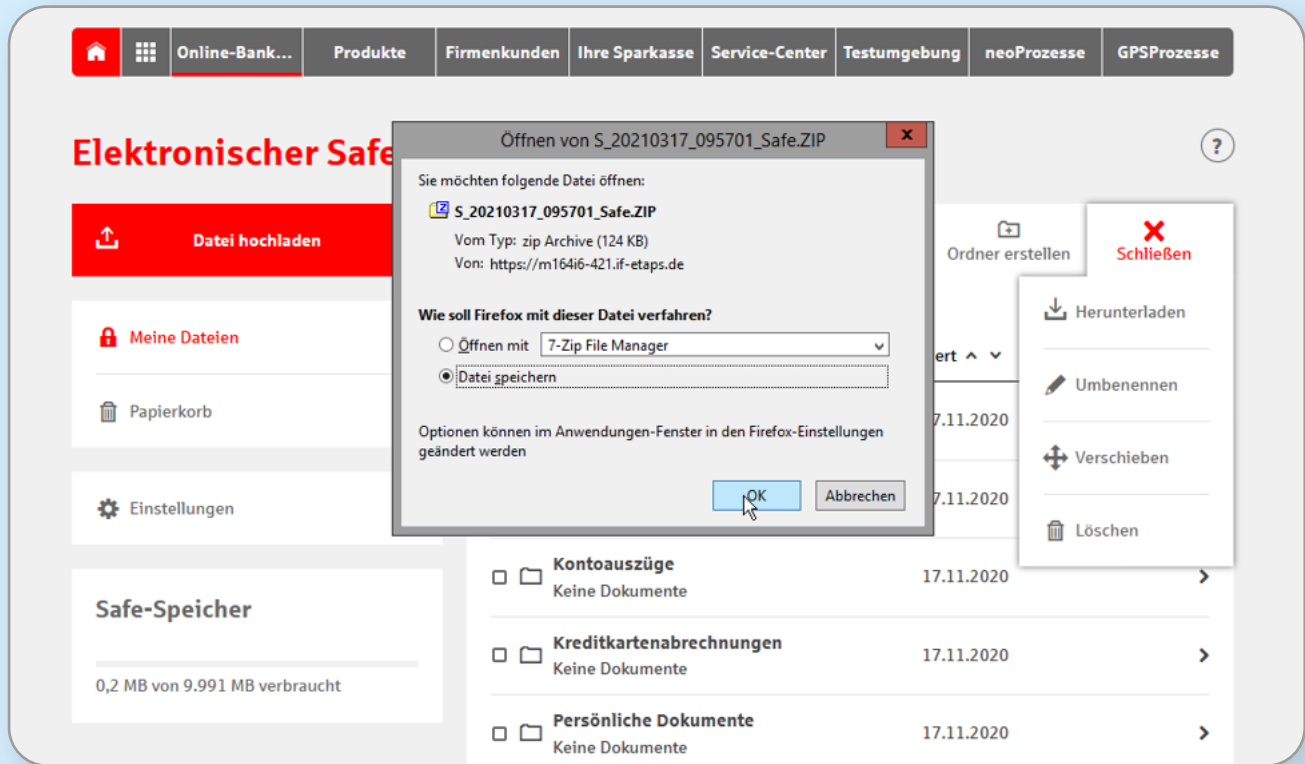 Online-Bank...
Produkte
Firmenkunden
Ihre Sparkasse
Service-Center
Testumgebung
neoProzesse
GPSProzesse
Elektronischer Safe
?
Datei hochladen
Meine Dateien
Papierkorb
Einstellungen
Safe-Speicher
0,2 MB von 9.991 MB verbraucht
Öffnen von S_20210317_095701_Safe.ZIP
x
Sie möchten folgende Datei öffnen:
S_20210317_095701_Safe.ZIP
Vom Typ: zip Archive (124 KB)
Von: https://m164i6-421.if-etaps.de
Wie soll Firefox mit dieser Datei verfahren?
Öffnen mit 7-Zip File Manager
Datei speichern
Optionen können im Anwendungen-Fenster in den Firefox-Einstellungen
geändert werden
OK
Abbrechen
Ordner erstellen
Schließen
Herunterladen
Umbenennen
Verschieben
Löschen
ert
7.11.2020
7.11.2020
Kontoauszüge
17.11.2020
Keine Dokumente
Kreditkartenabrechnungen
17.11.2020
Keine Dokumente
Persönliche Dokumente
17.11.2020
Keine Dokumente